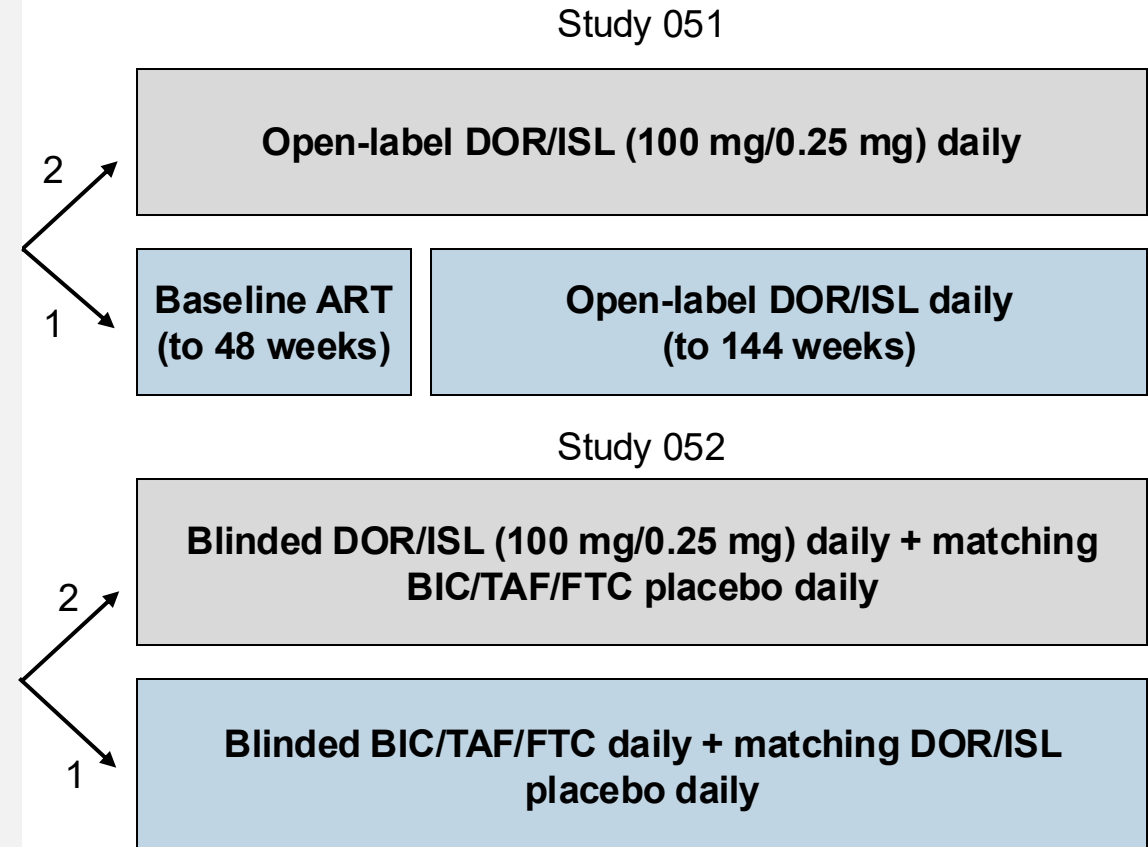 Study 051
2
Open-label DOR/ISL (100 mg/0.25 mg) daily
1
Baseline ART
(to 48 weeks)
Open-label DOR/ISL daily
(to 144 weeks)
Study 052
2
Blinded DOR/ISL (100 mg/0.25 mg) daily + matching
BIC/TAF/FTC placebo daily
1
Blinded BIC/TAF/FTC daily + matching DOR/ISL
placebo daily